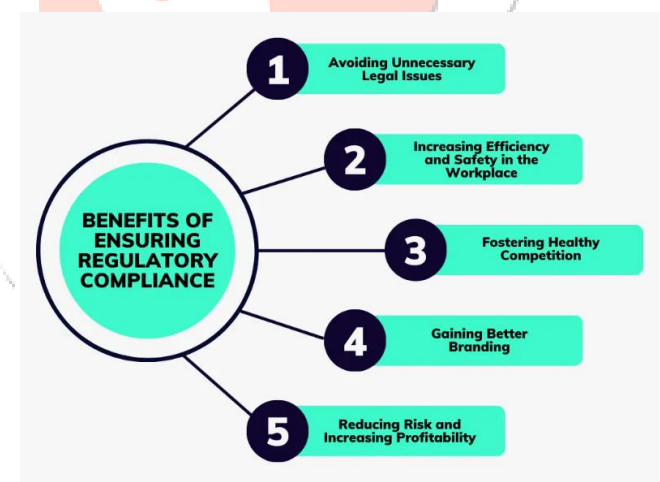 BENEFITS OF
ENSURING
REGULATORY
COMPLIANCE
1
Avoiding Unnecessary
Legal Issues
2
Increasing Efficiency
and Safety in the
Workplace
3
Fostering Healthy
Competition
4
Gaining Better
Branding
5
Reducing Risk and
Increasing Profitability